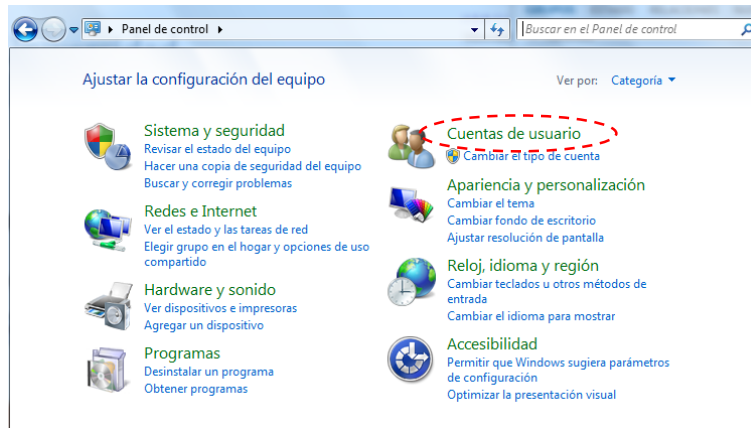 Panel de control
Buscar en el Panel de control
Ajustar la configuración del equipo
Ver por: Categoría
Sistema y seguridad
Revisar el estado del equipo
Hacer una copia de seguridad del equipo
Buscar y corregir problemas
Redes e Internet
Ver el estado y las tareas de red
Elegir grupo en el hogar y opciones de uso
compartido
Hardware y sonido
Ver dispositivos e impresoras
Agregar un dispositivo
Programas
Desinstalar un programa
Obtener programas
Cuentas de usuario
Cambiar el tipo de cuenta
Apariencia y personalización
Cambiar el tema
Cambiar fondo de escritorio
Ajustar resolución de pantalla
Reloj, idioma y región
Cambiar teclados u otros métodos de
entrada
Cambiar el idioma para mostrar
Accesibilidad
Permitir que Windows sugiera parámetros
de configuración
Optimizar la presentación visual